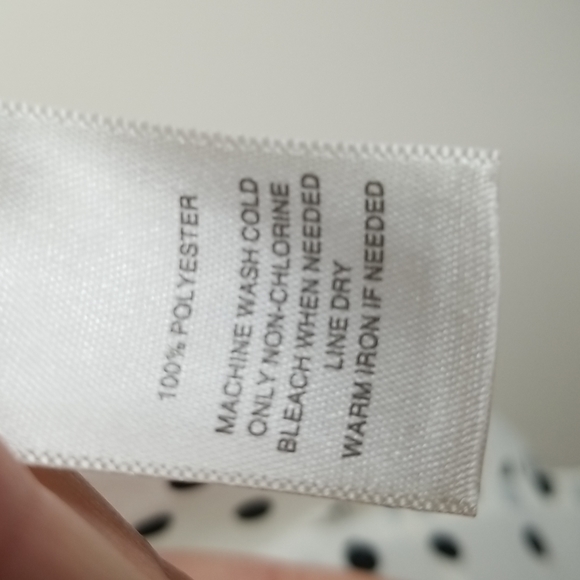 100% POLYESTER
MACHINE WASH COLD
ONLY NON-CHLORINE
BLEACH WHEN NEEDED
LINE DRY
WARM IRON IF NEEDED